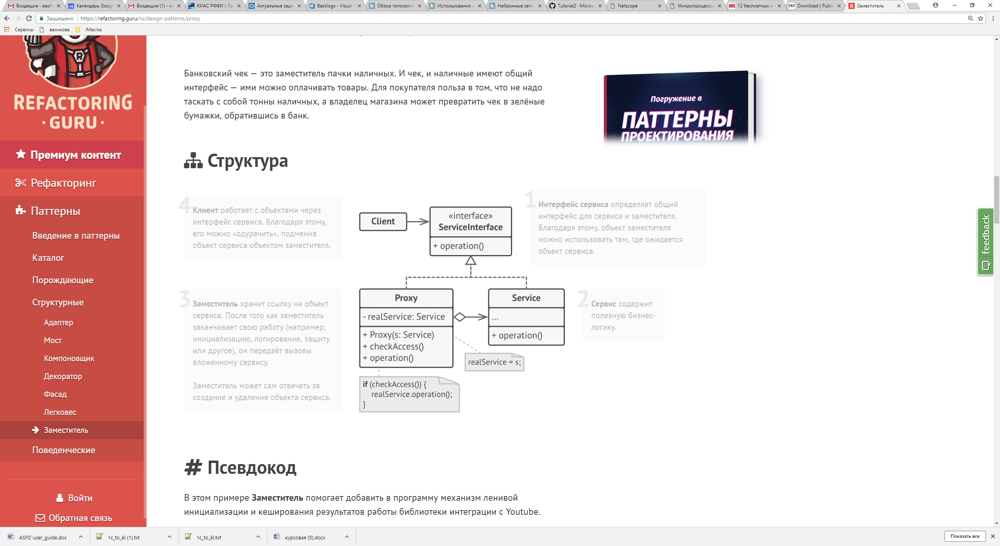 Входящие - eaafi
Календарь Googl
Входящие (1) - eg
КИАС РФФИ :: Гра
Актуальные зада
Backlogs - Visual S
Обзор топологий
Использование с
Нейронные сети
Tutorial2 · Micros
Netscope
Микропроцессор
12 бесплатных ин
Download | Public
Заместитель
Защищено
https://refactoring.guru/ru/design-patterns/proxy
Сервисы
валикова
iMacros
R
REFACTORING
· GURU ·
Премиум контент
Рефакторинг
Паттерны
Введение в паттерны
Каталог
Порождающие
Структурные
Адаптер
Мост
Компоновщик
Декоратор
Фасад
Легковес
Заместитель
Поведенческие
Войти
Обратная связь
Банковский чек — это заместитель пачки наличных. И чек, и наличные имеют общий
интерфейс — ими можно оплачивать товары. Для покупателя польза в том, что не надо
таскать с собой тонны наличных, а владелец магазина может превратить чек в зелёные
бумажки, обратившись в банк.
Погружение в
ПАТТЕРНЫ
ПРОЕКТИРОВАНИЯ
Структура
4
Клиент работает с объектами через
интерфейс сервиса. Благодаря этому,
его можно «одурачить», подменив
объект сервиса объектом заместителя.
Client
«interface»
ServiceInterface
+ operation()
1
Интерфейс сервиса определяет общий
интерфейс для сервиса и заместителя.
Благодаря этому, объект заместителя
можно использовать там, где ожидается
объект сервиса.
3
Заместитель хранит ссылку на объект
сервиса. После того как заместитель
заканчивает свою работу (например,
инициализацию, логирование, защиту
или другое), он передаёт вызовы
вложенному сервису.
Заместитель может сам отвечать за
создание и удаление объекта сервиса.
Proxy
- realService: Service
+ Proxy(s: Service)
+ checkAccess()
+ operation()
Service
...
+ operation()
2
Сервис содержит
полезную бизнес-
логику.
realService = s;
if (checkAccess()) {
realService.operation();
}
feedback
# Псевдокод
В этом примере Заместитель помогает добавить в программу механизм ленивой
инициализации и кеширования результатов работы библиотеки интеграции с Youtube.
ASPZ-user_guide.doc
1c_to_kl (1).txt
1c_to_kl.txt
курсовая (5).docx
Показать все